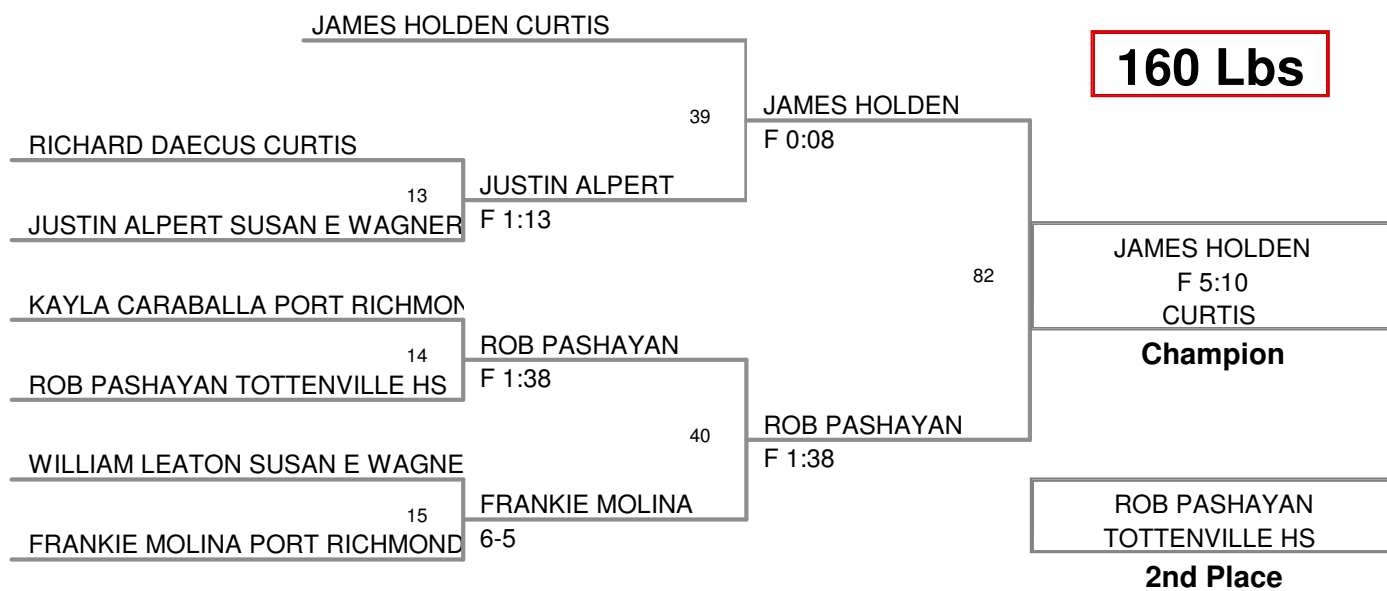 JAMES HOLDEN CURTIS
160 Lbs
39
JAMES HOLDEN
F 0:08
RICHARD DAECUS CURTIS
13
JUSTIN ALPERT
F 1:13
JUSTIN ALPERT SUSAN E WAGNER
82
JAMES HOLDEN
F 5:10
CURTIS
Champion
KAYLA CARABALLA PORT RICHMON
14
ROB PASHAYAN
F 1:38
ROB PASHAYAN TOTTENVILLE HS
40
ROB PASHAYAN
F 1:38
WILLIAM LEATON SUSAN E WAGNE
15
FRANKIE MOLINA
6-5
FRANKIE MOLINA PORT RICHMOND
ROB PASHAYAN
TOTTENVILLE HS
2nd Place